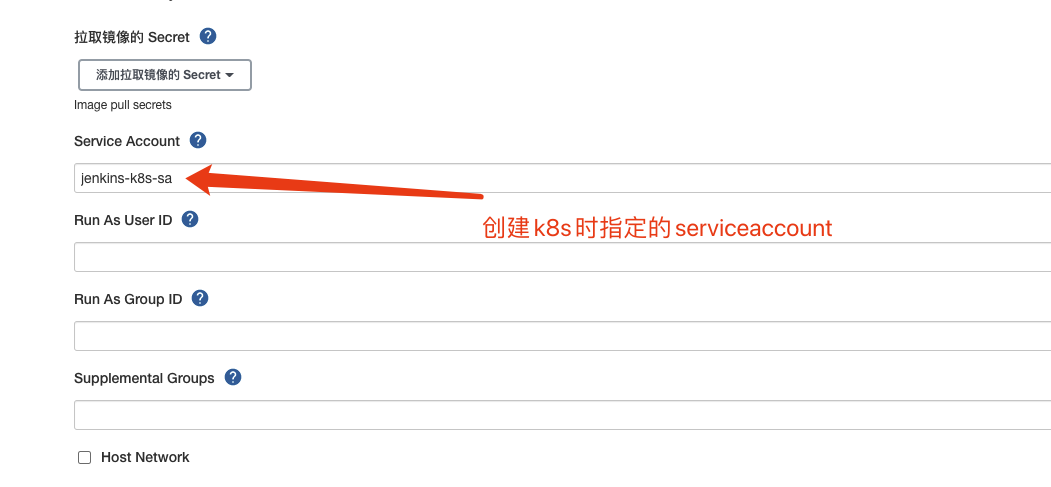 拉取镜像的 Secret ?
添加拉取镜像的 Secret
Image pull secrets
Service Account ?
jenkins-k8s-sa
创建k8s时指定的serviceaccount
Run As User ID ?
Run As Group ID ?
Supplemental Groups ?
Host Network